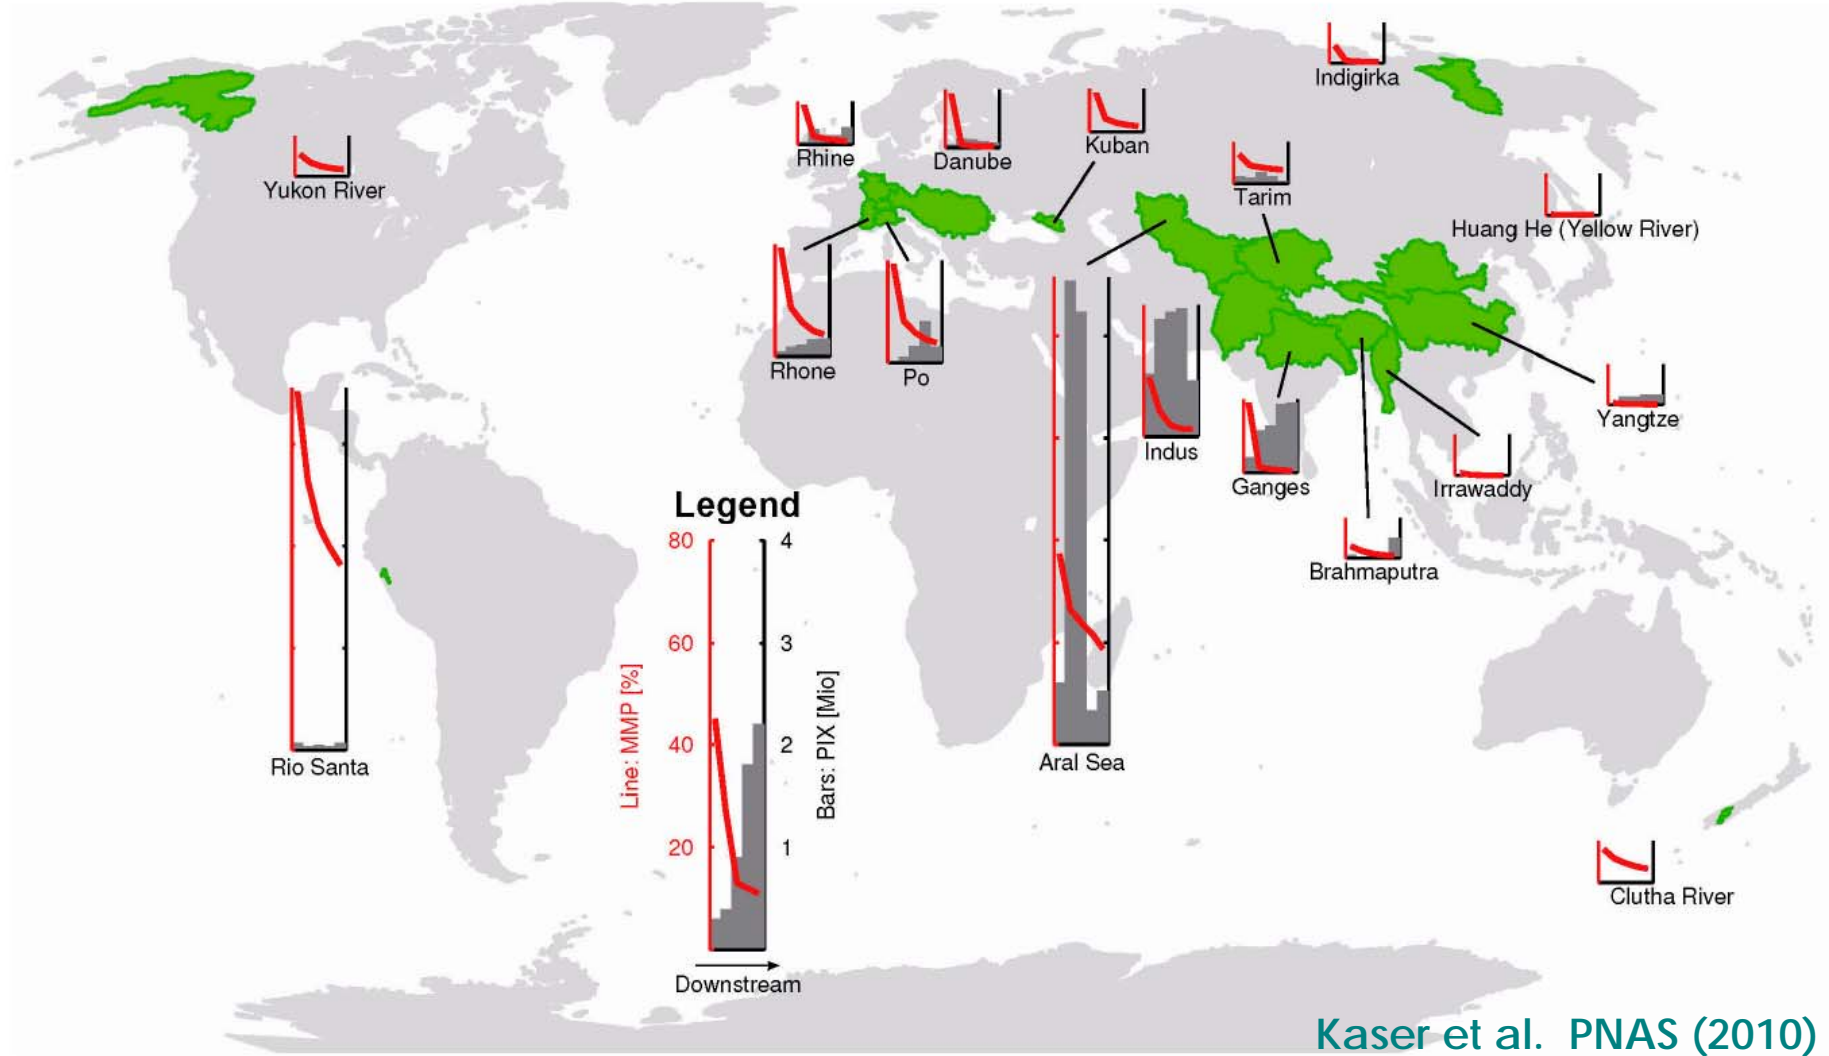 Indigirka
Rhine
Danube
Kuban
Tarim
Yukon River
Huang He (Yellow River)
Rhone
Po
Indus
Ganges
Yangtze
Irrawaddy
Brahmaputra
Rio Santa
Aral Sea
Clutha River
Legend
80
60
40
20
4
3
2
1
Line: MMP [%]
Bars: PIX [Mio]
Downstream
Kaser et al. PNAS (2010)